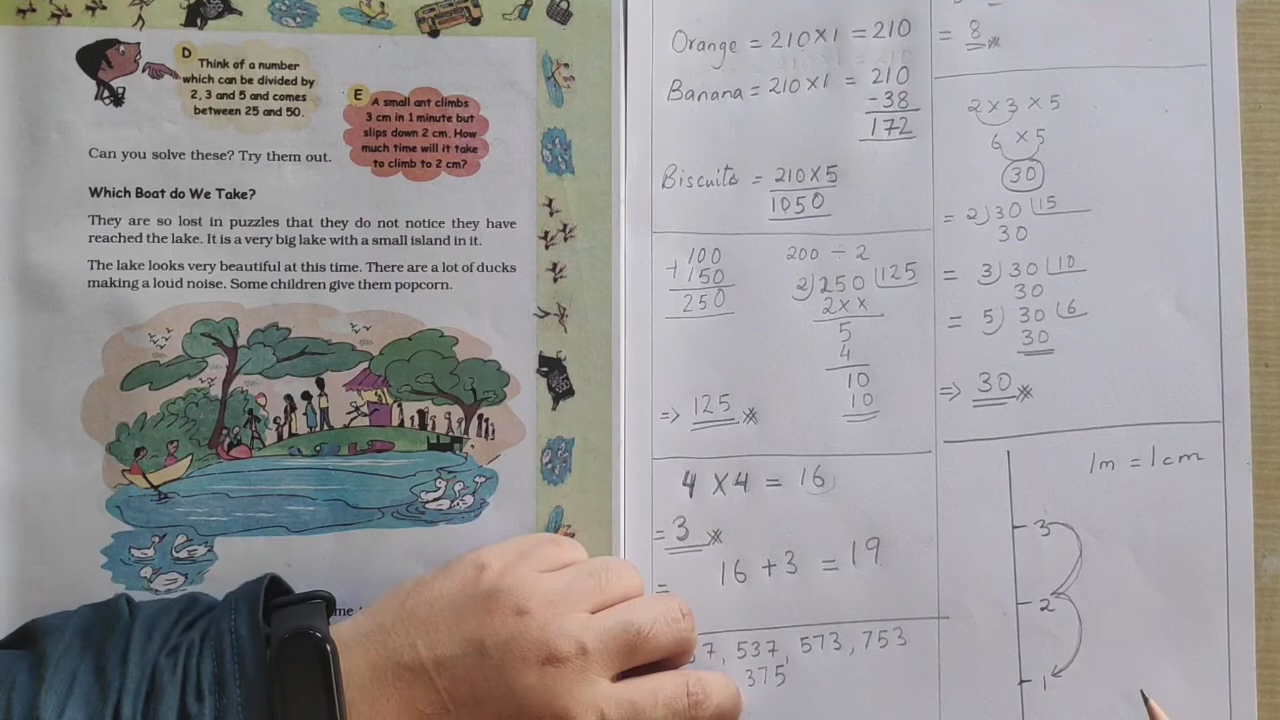 D
Think of a number
which can be divided by
2, 3 and 5 and comes
between 25 and 50.
E
A small ant climbs
3 cm in 1 minute but
slips down 2 cm. How
much time will it take
to climb to 2 cm?
Can you solve these? Try them out.
Which Boat do We Take?
They are so lost in puzzles that they do not notice they have
reached the lake. It is a very big lake with a small island in it.
The lake looks very beautiful at this time. There are a lot of ducks
making a loud noise. Some children give them popcorn.
Orange = 210 x 1 = 210
Banana = 210 x 1 = 210
- 38
172
Biscuits = 210 x 5
1050
100
+ 150
250
200 ÷ 2
2) 250 (125
2 x x
5
4
10
10
=> 125
4 x 4 = 16
= 3
16 + 3 = 19
=
7, 537, 573, 753
375
= 8
2 x 3 x 5
6 x 5
30
= 2) 30 (15
30
= 3) 30 (10
30
= 5) 30 (6
30
=> 30
1m = 1cm
3
2
1